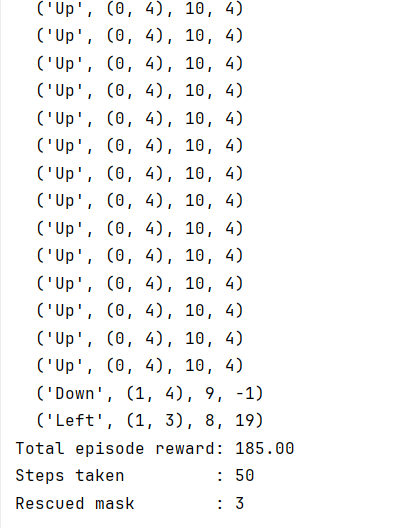 ('Up', (0, 4), 10, 4)
('Up', (0, 4), 10, 4)
('Up', (0, 4), 10, 4)
('Up', (0, 4), 10, 4)
('Up', (0, 4), 10, 4)
('Up', (0, 4), 10, 4)
('Up', (0, 4), 10, 4)
('Up', (0, 4), 10, 4)
('Up', (0, 4), 10, 4)
('Up', (0, 4), 10, 4)
('Up', (0, 4), 10, 4)
('Up', (0, 4), 10, 4)
('Up', (0, 4), 10, 4)
('Up', (0, 4), 10, 4)
('Down', (1, 4), 9, -1)
('Left', (1, 3), 8, 19)
Total episode reward: 185.00
Steps taken         : 50
Rescued mask        : 3